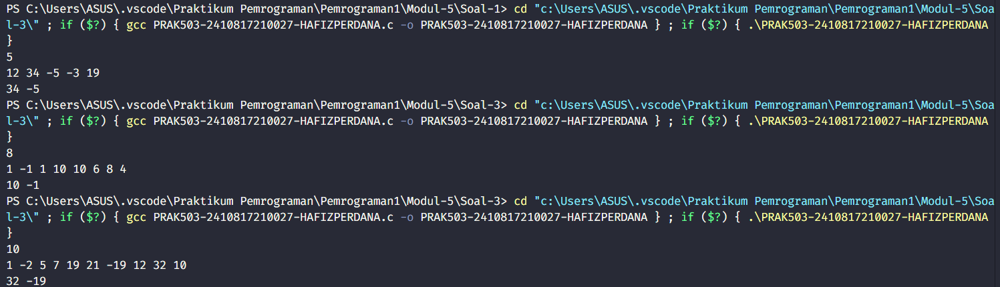 PS C:\Users\ASUS\.vscode\Praktikum Pemrograman\Pemrograman1\Modul-5\Soal-1> cd "c:\Users\ASUS\.vscode\Praktikum Pemrograman\Pemrograman1\Modul-5\Soa
l-3\" ; if ($?) { gcc PRAK503-2410817210027-HAFIZPERDANA.c -o PRAK503-2410817210027-HAFIZPERDANA } ; if ($?) { .\PRAK503-2410817210027-HAFIZPERDANA
}
5
12 34 -5 -3 19
34 -5
PS C:\Users\ASUS\.vscode\Praktikum Pemrograman\Pemrograman1\Modul-5\Soal-3> cd "c:\Users\ASUS\.vscode\Praktikum Pemrograman\Pemrograman1\Modul-5\Soa
l-3\" ; if ($?) { gcc PRAK503-2410817210027-HAFIZPERDANA.c -o PRAK503-2410817210027-HAFIZPERDANA } ; if ($?) { .\PRAK503-2410817210027-HAFIZPERDANA
}
8
1 -1 1 10 10 6 8 4
10 -1
PS C:\Users\ASUS\.vscode\Praktikum Pemrograman\Pemrograman1\Modul-5\Soal-3> cd "c:\Users\ASUS\.vscode\Praktikum Pemrograman\Pemrograman1\Modul-5\Soa
l-3\" ; if ($?) { gcc PRAK503-2410817210027-HAFIZPERDANA.c -o PRAK503-2410817210027-HAFIZPERDANA } ; if ($?) { .\PRAK503-2410817210027-HAFIZPERDANA
}
10
1 -2 5 7 19 21 -19 12 32 10
32 -19